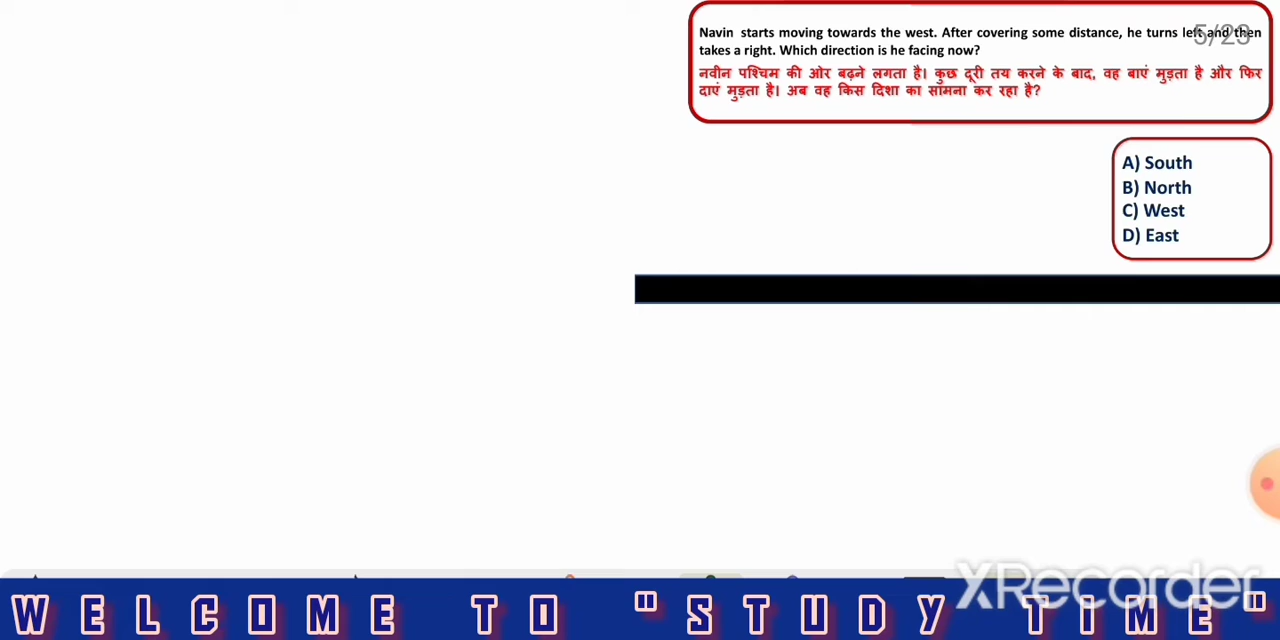 Navin starts moving towards the west. After covering some distance, he turns left and then
5/23
takes a right. Which direction is he facing now?
नवीन पश्चिम की ओर बढ़ने लगता है। कुछ दूरी तय करने के बाद, वह बाएं मुड़ता है और फिर
दाएं मुड़ता है। अब वह किस दिशा का सामना कर रहा है?
A) South
B) North
C) West
D) East
XRecorder
WELCOME TO "STUDY TIME"